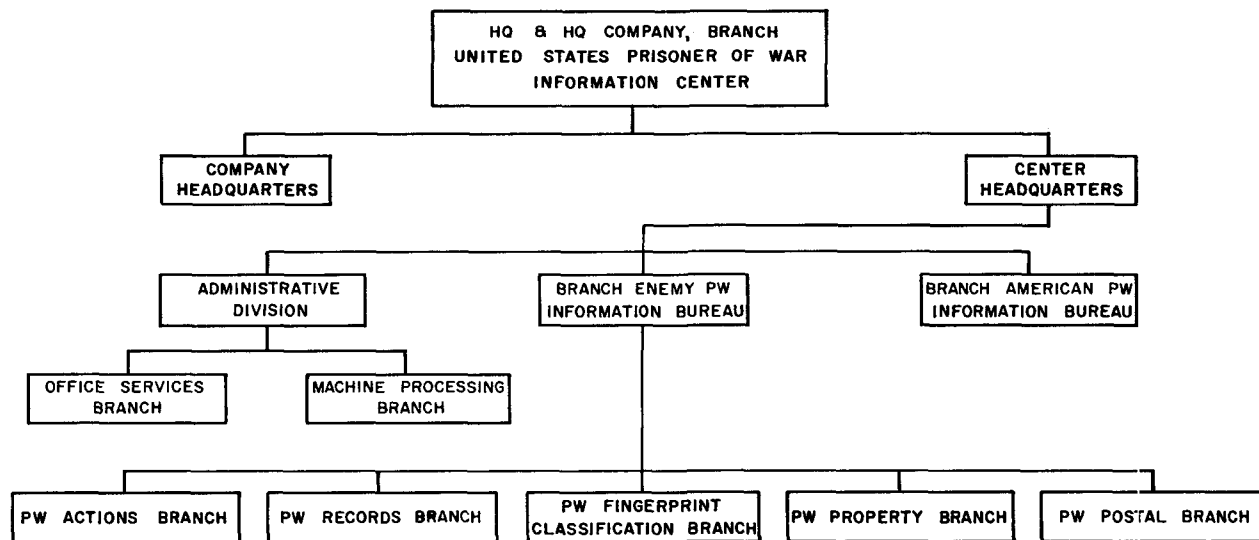 HQ & HQ COMPANY, BRANCH
UNITED STATES PRISONER OF WAR
INFORMATION CENTER
COMPANY
HEADQUARTERS
CENTER
HEADQUARTERS
ADMINISTRATIVE
DIVISION
BRANCH ENEMY PW
INFORMATION BUREAU
BRANCH AMERICAN PW
INFORMATION BUREAU
OFFICE SERVICES
BRANCH
MACHINE PROCESSING
BRANCH
PW ACTIONS BRANCH
PW RECORDS BRANCH
PW FINGERPRINT
CLASSIFICATION BRANCH
PW PROPERTY BRANCH
PW POSTAL BRANCH